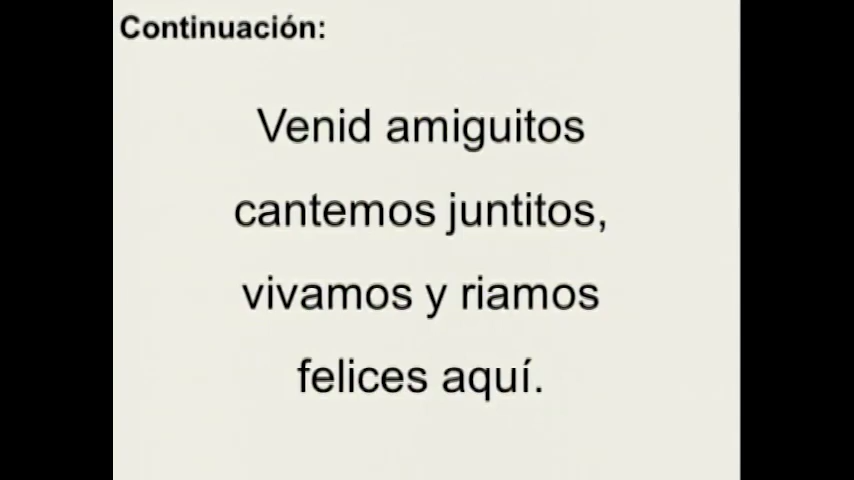 Continuación:
Venid amiguitos
cantemos juntitos,
vivamos y riamos
felices aquí.